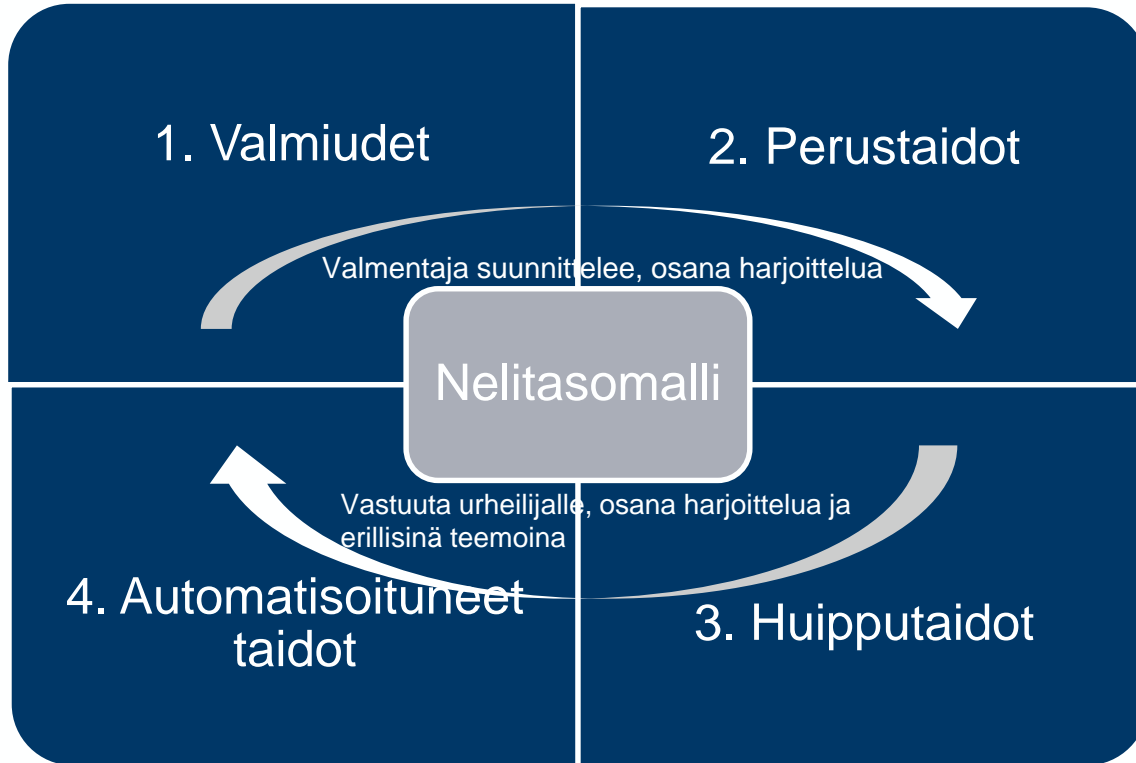 1. Valmiudet
2. Perustaidot
Valmentaja suunnittelee, osana harjoittelua
Nelitasomalli
Vastuuta urheilijalle, osana harjoittelua ja
erillisinä teemoina
4. Automatisoituneet
taidot
3. Huipputaidot